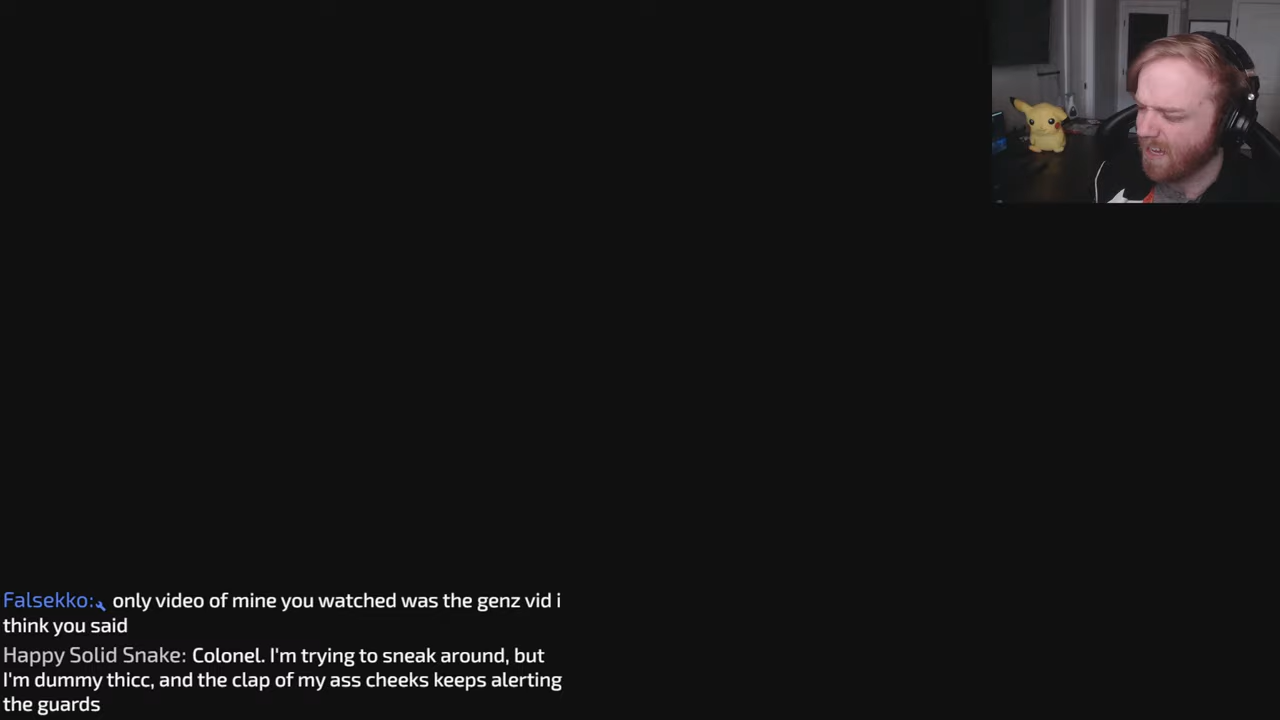 Falsekko: only video of mine you watched was the genz vid i
think you said
Happy Solid Snake: Colonel. I'm trying to sneak around, but
I'm dummy thicc, and the clap of my ass cheeks keeps alerting
the guards